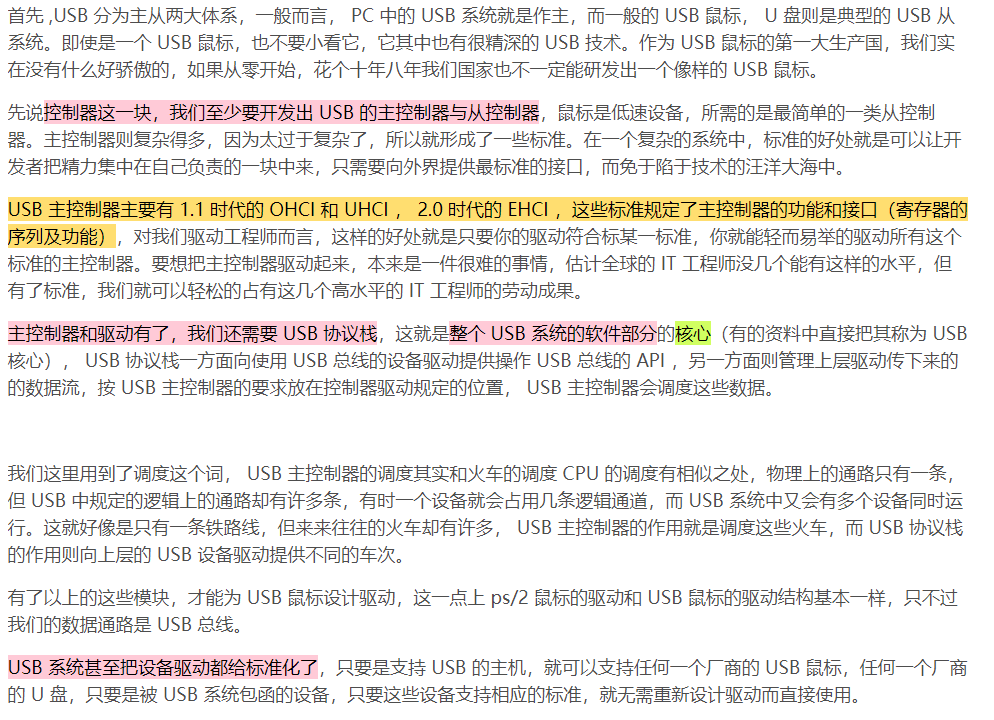 首先 ,USB 分为主从两大体系，一般而言， PC 中的 USB 系统就是作主，而一般的 USB 鼠标， U 盘则是典型的 USB 从
系统。即使是一个 USB 鼠标，也不要小看它，它其中也有很精深的 USB 技术。作为 USB 鼠标的第一大生产国，我们实
在没有什么好骄傲的，如果从零开始，花个十年八年我们国家也不一定能研发出一个像样的 USB 鼠标。
先说控制器这一块，我们至少要开发出 USB 的主控制器与从控制器，鼠标是低速设备，所需的是最简单的一类从控制
器。主控制器则复杂得多，因为太过于复杂了，所以就形成了一些标准。在一个复杂的系统中，标准的好处就是可以让开
发者把精力集中在自己负责的一块中来，只需要向外界提供最标准的接口，而免于陷于技术的汪洋大海中。
USB 主控制器主要有 1.1 时代的 OHCI 和 UHCI ， 2.0 时代的 EHCI ，这些标准规定了主控制器的功能和接口（寄存器的
序列及功能），对我们驱动工程师而言，这样的好处就是只要你的驱动符合标某一标准，你就能轻而易举的驱动所有这个
标准的主控制器。要想把主控制器驱动起来，本来是一件很难的事情，估计全球的 IT 工程师没几个能有这样的水平，但
有了标准，我们就可以轻松的占有这几个高水平的 IT 工程师的劳动成果。
主控制器和驱动有了，我们还需要 USB 协议栈，这就是整个 USB 系统的软件部分的核心（有的资料中直接把其称为 USB
核心）， USB 协议栈一方面向使用 USB 总线的设备驱动提供操作 USB 总线的 API ，另一方面则管理上层驱动传下来的
的数据流，按 USB 主控制器的要求放在控制器驱动规定的位置， USB 主控制器会调度这些数据。
我们这里用到了调度这个词， USB 主控制器的调度其实和火车的调度 CPU 的调度有相似之处，物理上的通路只有一条，
但 USB 中规定的逻辑上的通路却有许多条，有时一个设备就会占用几条逻辑通道，而 USB 系统中又会有多个设备同时运
行。这就好像是只有一条铁路线，但来来往往的火车却有许多， USB 主控制器的作用就是调度这些火车，而 USB 协议栈
的作用则向上层的 USB 设备驱动提供不同的车次。
有了以上的这些模块，才能为 USB 鼠标设计驱动，这一点上 ps/2 鼠标的驱动和 USB 鼠标的驱动结构基本一样，只不过
我们的数据通路是 USB 总线。
USB 系统甚至把设备驱动都给标准化了，只要是支持 USB 的主机，就可以支持任何一个厂商的 USB 鼠标，任何一个厂商
的 U 盘，只要是被 USB 系统包函的设备，只要这些设备支持相应的标准，就无需重新设计驱动而直接使用。